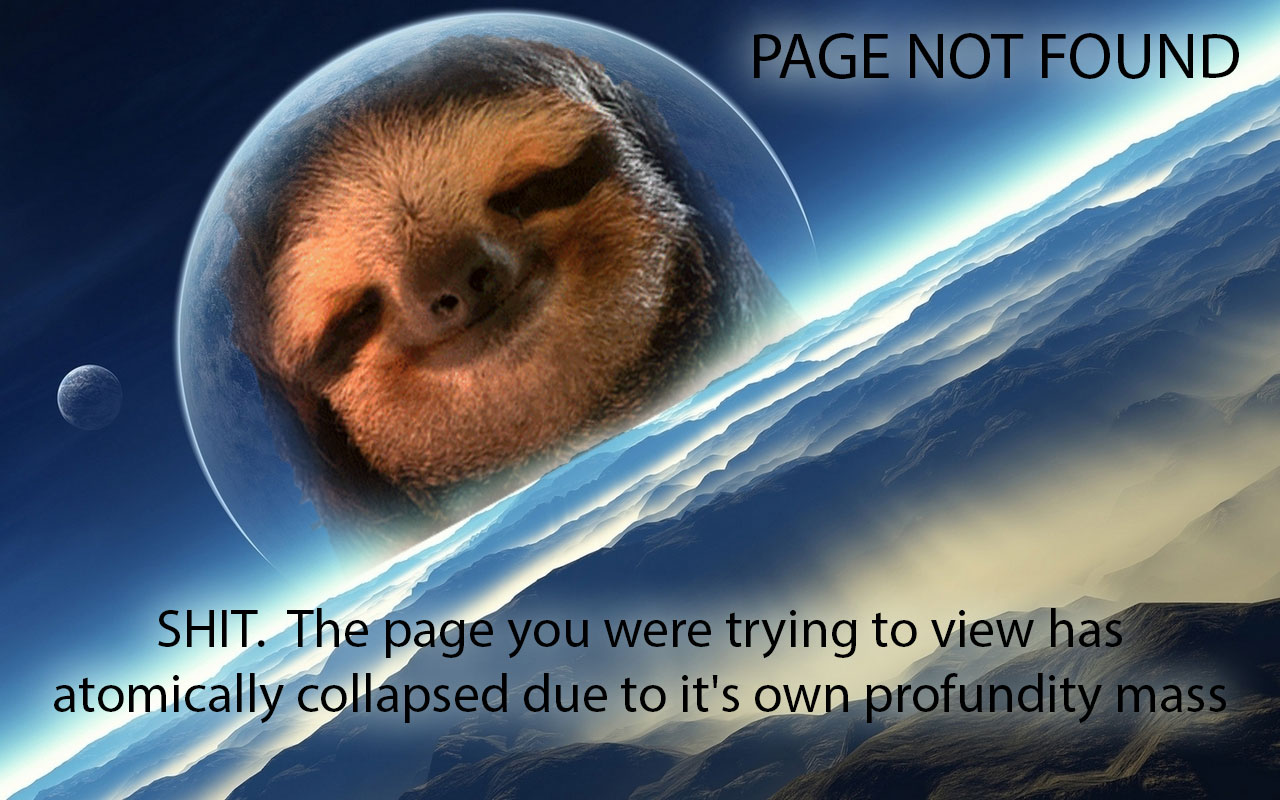 PAGE NOT FOUND
SHIT.  The page you were trying to view has
atomically collapsed due to it's own profundity mass